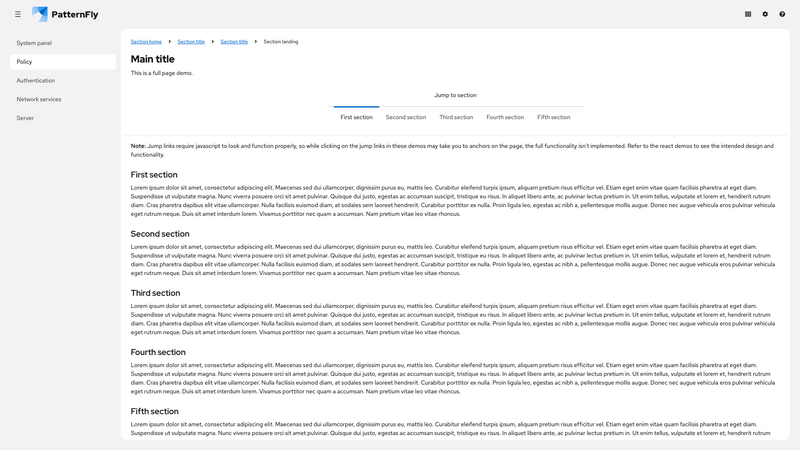 PatternFly
System panel
Policy
Authentication
Network services
Server
Section home
Section title
Section title
Section landing
Main title
This is a full page demo.
Jump to section
First section
Second section
Third section
Fourth section
Fifth section
Note: Jump links require javascript to look and function properly, so while clicking on the jump links in these demos may take you to anchors on the page, the full functionality isn't implemented. Refer to the react demos to see the intended design and
functionality.
First section
Lorem ipsum dolor sit amet, consectetur adipiscing elit. Maecenas sed dui ullamcorper, dignissim purus eu, mattis leo. Curabitur eleifend turpis ipsum, aliquam pretium risus efficitur vel. Etiam eget enim vitae quam facilisis pharetra at eget diam.
Suspendisse ut vulputate magna. Nunc viverra posuere orci sit amet pulvinar. Quisque dui justo, egestas ac accumsan suscipit, tristique eu risus. In aliquet libero ante, ac pulvinar lectus pretium in. Ut enim tellus, vulputate et lorem et, hendrerit rutrum
diam. Cras pharetra dapibus elit vitae ullamcorper. Nulla facilisis euismod diam, at sodales sem laoreet hendrerit. Curabitur porttitor ex nulla. Proin ligula leo, egestas ac nibh a, pellentesque mollis augue. Donec nec augue vehicula eros pulvinar vehicula
eget rutrum neque. Duis sit amet interdum lorem. Vivamus porttitor nec quam a accumsan. Nam pretium vitae leo vitae rhoncus.
Second section
Lorem ipsum dolor sit amet, consectetur adipiscing elit. Maecenas sed dui ullamcorper, dignissim purus eu, mattis leo. Curabitur eleifend turpis ipsum, aliquam pretium risus efficitur vel. Etiam eget enim vitae quam facilisis pharetra at eget diam.
Suspendisse ut vulputate magna. Nunc viverra posuere orci sit amet pulvinar. Quisque dui justo, egestas ac accumsan suscipit, tristique eu risus. In aliquet libero ante, ac pulvinar lectus pretium in. Ut enim tellus, vulputate et lorem et, hendrerit rutrum
diam. Cras pharetra dapibus elit vitae ullamcorper. Nulla facilisis euismod diam, at sodales sem laoreet hendrerit. Curabitur porttitor ex nulla. Proin ligula leo, egestas ac nibh a, pellentesque mollis augue. Donec nec augue vehicula eros pulvinar vehicula
eget rutrum neque. Duis sit amet interdum lorem. Vivamus porttitor nec quam a accumsan. Nam pretium vitae leo vitae rhoncus.
Third section
Lorem ipsum dolor sit amet, consectetur adipiscing elit. Maecenas sed dui ullamcorper, dignissim purus eu, mattis leo. Curabitur eleifend turpis ipsum, aliquam pretium risus efficitur vel. Etiam eget enim vitae quam facilisis pharetra at eget diam.
Suspendisse ut vulputate magna. Nunc viverra posuere orci sit amet pulvinar. Quisque dui justo, egestas ac accumsan suscipit, tristique eu risus. In aliquet libero ante, ac pulvinar lectus pretium in. Ut enim tellus, vulputate et lorem et, hendrerit rutrum
diam. Cras pharetra dapibus elit vitae ullamcorper. Nulla facilisis euismod diam, at sodales sem laoreet hendrerit. Curabitur porttitor ex nulla. Proin ligula leo, egestas ac nibh a, pellentesque mollis augue. Donec nec augue vehicula eros pulvinar vehicula
eget rutrum neque. Duis sit amet interdum lorem. Vivamus porttitor nec quam a accumsan. Nam pretium vitae leo vitae rhoncus.
Fourth section
Lorem ipsum dolor sit amet, consectetur adipiscing elit. Maecenas sed dui ullamcorper, dignissim purus eu, mattis leo. Curabitur eleifend turpis ipsum, aliquam pretium risus efficitur vel. Etiam eget enim vitae quam facilisis pharetra at eget diam.
Suspendisse ut vulputate magna. Nunc viverra posuere orci sit amet pulvinar. Quisque dui justo, egestas ac accumsan suscipit, tristique eu risus. In aliquet libero ante, ac pulvinar lectus pretium in. Ut enim tellus, vulputate et lorem et, hendrerit rutrum
diam. Cras pharetra dapibus elit vitae ullamcorper. Nulla facilisis euismod diam, at sodales sem laoreet hendrerit. Curabitur porttitor ex nulla. Proin ligula leo, egestas ac nibh a, pellentesque mollis augue. Donec nec augue vehicula eros pulvinar vehicula
eget rutrum neque. Duis sit amet interdum lorem. Vivamus porttitor nec quam a accumsan. Nam pretium vitae leo vitae rhoncus.
Fifth section
Lorem ipsum dolor sit amet, consectetur adipiscing elit. Maecenas sed dui ullamcorper, dignissim purus eu, mattis leo. Curabitur eleifend turpis ipsum, aliquam pretium risus efficitur vel. Etiam eget enim vitae quam facilisis pharetra at eget diam.
Suspendisse ut vulputate magna. Nunc viverra posuere orci sit amet pulvinar. Quisque dui justo, egestas ac accumsan suscipit, tristique eu risus. In aliquet libero ante, ac pulvinar lectus pretium in. Ut enim tellus, vulputate et lorem et, hendrerit rutrum